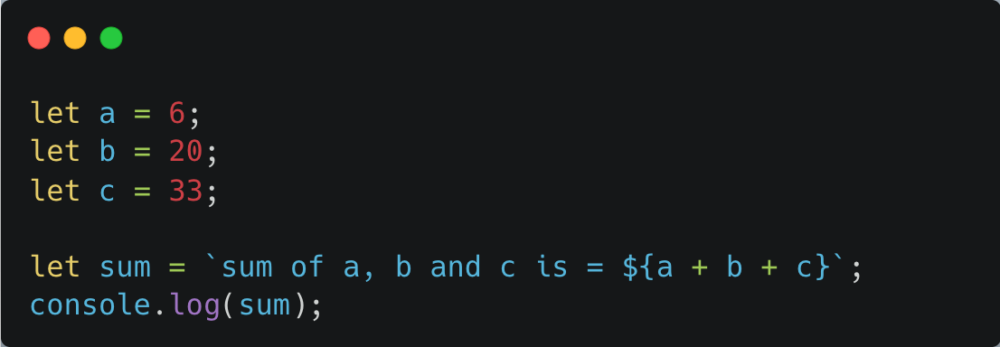 let a = 6;
let b = 20;
let c = 33;
let sum = `sum of a, b and c is = ${a + b + c}`;
console.log(sum);